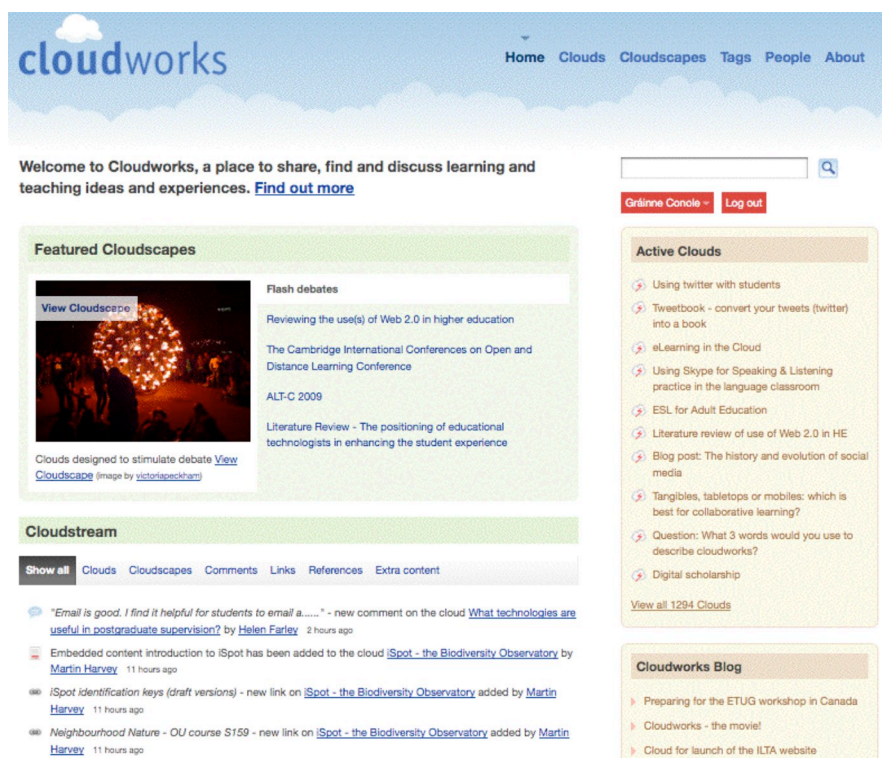 cloudworks
Home Clouds Cloudscapes Tags People About
Welcome to Cloudworks, a place to share, find and discuss learning and
teaching ideas and experiences. Find out more
Gráinne Conole
Log out
Featured Cloudscapes
View Cloudscape
Clouds designed to stimulate debate View
Cloudscape (image by victoriapeckham)
Flash debates
Reviewing the use(s) of Web 2.0 in higher education
The Cambridge International Conferences on Open and
Distance Learning Conference
ALT-C 2009
Literature Review - The positioning of educational
technologists in enhancing the student experience
Cloudstream
Show all Clouds Cloudscapes Comments Links References Extra content
"Email is good. I find it helpful for students to email a......" - new comment on the cloud What technologies are
useful in postgraduate supervision? by Helen Farley 2 hours ago
Embedded content introduction to iSpot has been added to the cloud iSpot - the Biodiversity Observatory by
Martin Harvey 11 hours ago
iSpot identification keys (draft versions) - new link on iSpot - the Biodiversity Observatory added by Martin
Harvey 11 hours ago
Neighbourhood Nature - OU course S159 - new link on iSpot - the Biodiversity Observatory added by Martin
Harvey 11 hours ago
Active Clouds
Using twitter with students
Tweetbook - convert your tweets (twitter)
into a book
eLearning in the Cloud
Using Skype for Speaking & Listening
practice in the language classroom
ESL for Adult Education
Literature review of use of Web 2.0 in HE
Blog post: The history and evolution of social
media
Tangibles, tabletops or mobiles: which is
best for collaborative learning?
Question: What 3 words would you use to
describe cloudworks?
Digital scholarship
View all 1294 Clouds
Cloudworks Blog
Preparing for the ETUG workshop in Canada
Cloudworks - the movie!
Cloud for launch of the ILTA website